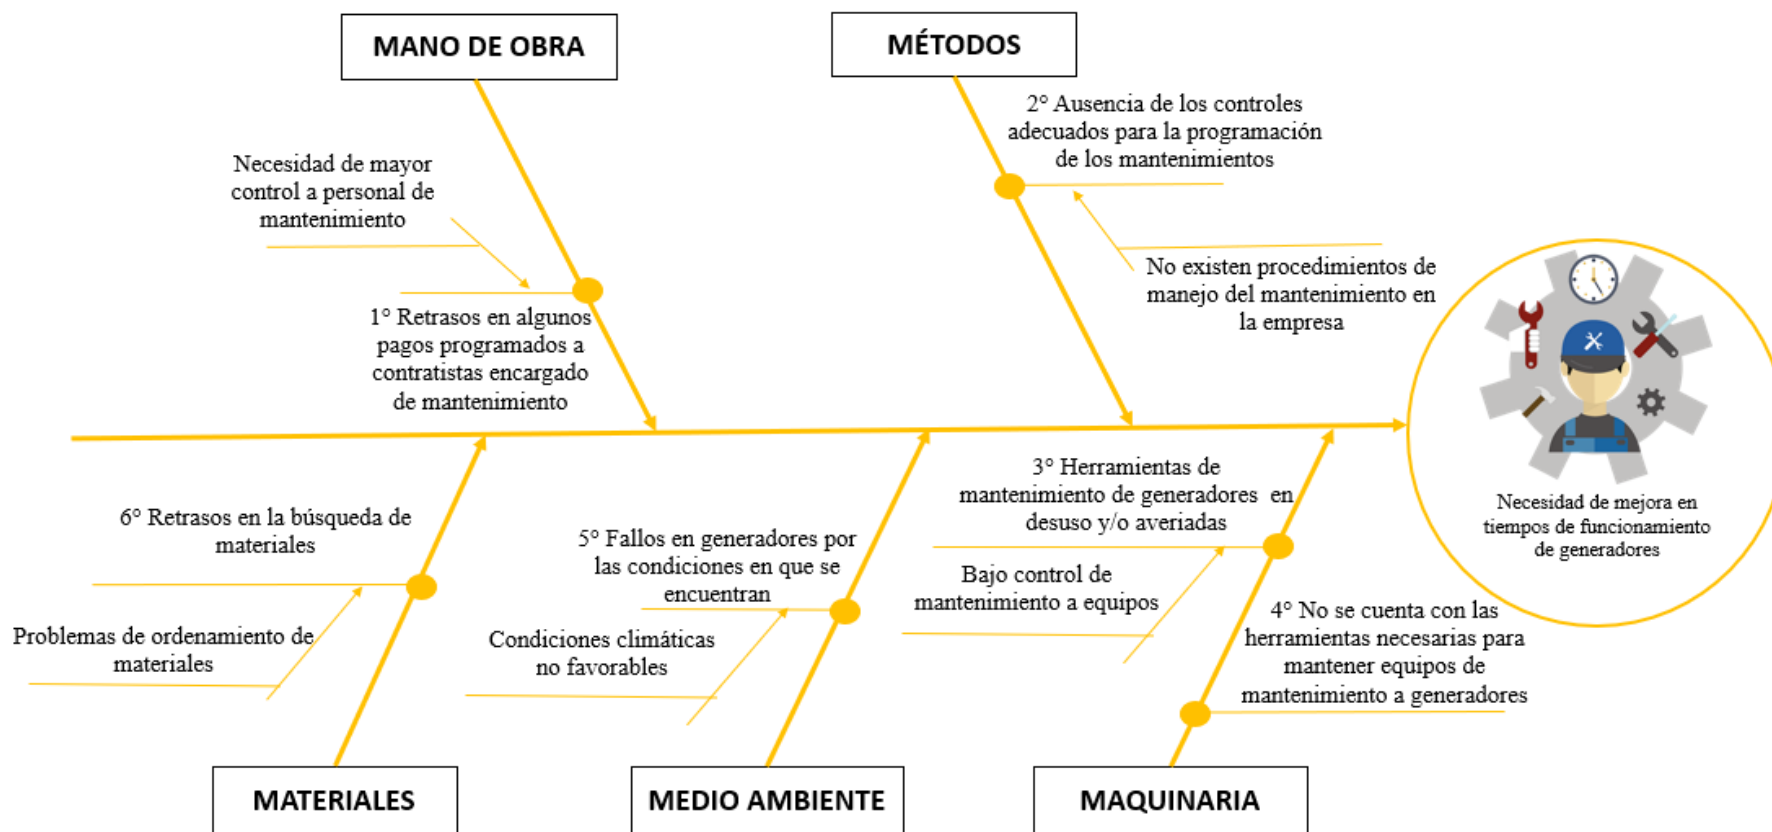 MANO DE OBRA
MÉTODOS
Necesidad de mayor
control a personal de
mantenimiento
1° Retrasos en algunos
pagos programados a
contratistas encargado
de mantenimiento
2° Ausencia de los controles
adecuados para la programación
de los mantenimientos
No existen procedimientos de
manejo del mantenimiento en
la empresa
Necesidad de mejora en
tiempos de funcionamiento
de generadores
6° Retrasos en la búsqueda de
materiales
Problemas de ordenamiento de
materiales
5° Fallos en generadores por
las condiciones en que se
encuentran
Condiciones climáticas
no favorables
3° Herramientas de
mantenimiento de generadores en
desuso y/o averiadas
Bajo control de
mantenimiento a equipos
4° No se cuenta con las
herramientas necesarias para
mantener equipos de
mantenimiento a generadores
MATERIALES
MEDIO AMBIENTE
MAQUINARIA